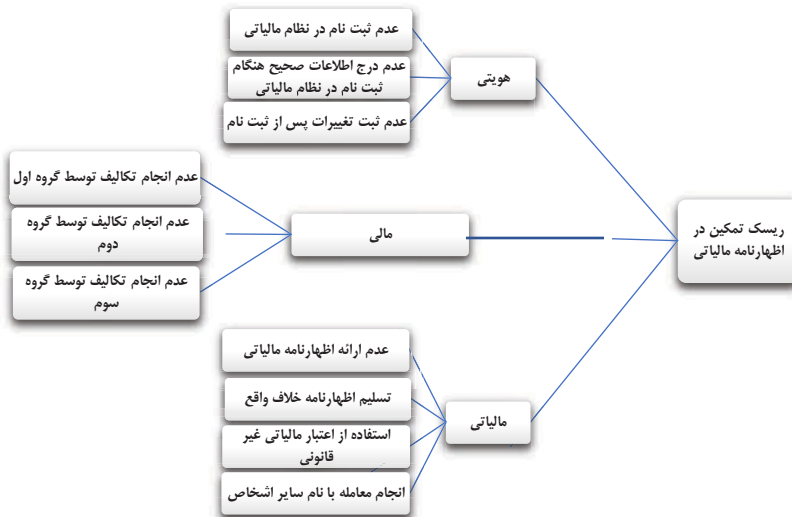 ریسک تمکین در
اظهارنامه مالیاتی
هویتی
عدم ثبت نام در نظام مالیاتی
عدم درج اطلاعات صحیح هنگام
ثبت نام در نظام مالیاتی
عدم ثبت تغییرات پس از ثبت نام
مالی
عدم انجام تکالیف توسط گروه اول
عدم انجام تکالیف توسط گروه
دوم
عدم انجام تکالیف توسط گروه
سوم
مالیاتی
عدم ارائه اظهارنامه مالیاتی
تسلیم اظهارنامه خلاف واقع
استفاده از اعتبار مالیاتی غیر
قانونی
انجام معامله با نام سایر اشخاص